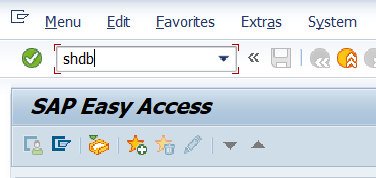 Menu Edit Favorites Extras System
shdb
SAP Easy Access